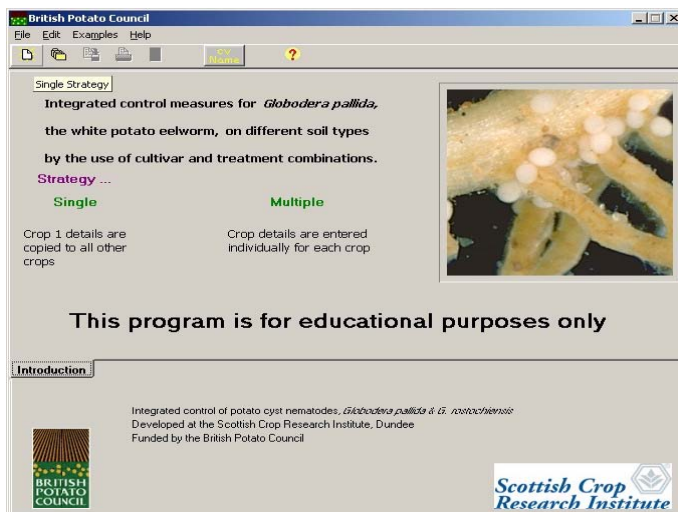 British Potato Council
File Edit Examples Help
CV
Name
?
Single Strategy
Integrated control measures for Globodera pallida,
the white potato eelworm, on different soil types
by the use of cultivar and treatment combinations.
Strategy ...
Single
Multiple
Crop 1 details are
copied to all other
crops
Crop details are entered
individually for each crop
This program is for educational purposes only
Introduction
Integrated control of potato cyst nematodes, Globodera pallida & G. rostochiensis
Developed at the Scottish Crop Research Institute, Dundee
Funded by the British Potato Council
BRITISH
POTATO
COUNCIL
Scottish Crop
Research Institute